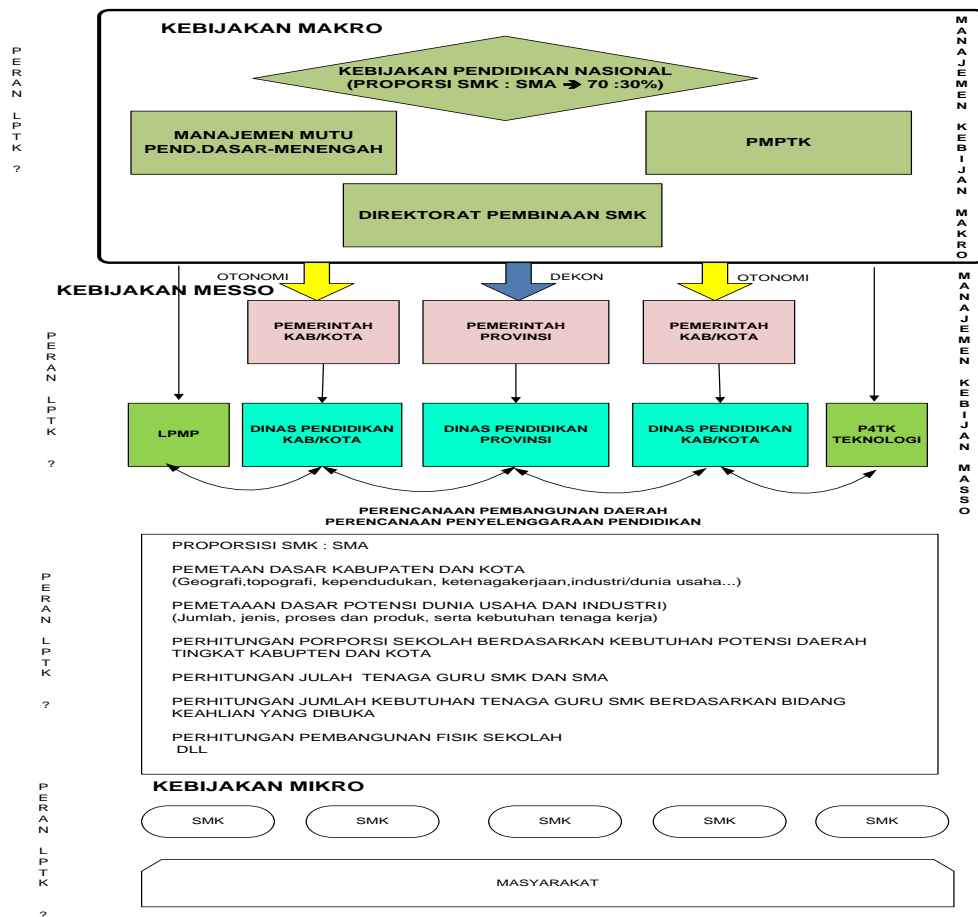 KEBIJAKAN MAKRO
KEBIJAKAN PENDIDIKAN NASIONAL
(PROPORSI SMK : SMA ➔ 70 :30%)
MANAJEMEN MUTU
PEND.DASAR-MENENGAH
PMPTK
DIREKTORAT PEMBINAAN SMK
PERAN LPTK ?
MANAJEMEN KEBIJAN MAKRO
OTONOMI
DEKON
OTONOMI
KEBIJAKAN MESSO
PEMERINTAH
KAB/KOTA
PEMERINTAH
PROVINSI
PEMERINTAH
KAB/KOTA
LPMP
DINAS PENDIDIKAN
KAB/KOTA
DINAS PENDIDIKAN
PROVINSI
DINAS PENDIDIKAN
KAB/KOTA
P4TK
TEKNOLOGI
PERAN LPTK ?
MANAJEMEN KEBIJAN MASSO
PERENCANAAN PEMBANGUNAN DAERAH
PERENCANAAN PENYELENGGARAAN PENDIDIKAN
PROPORSISI SMK : SMA
PEMETAAN DASAR KABUPATEN DAN KOTA
(Geografi,topografi, kependudukan, ketenagakerjaan,industri/dunia usaha...)
PEMETAAAN DASAR POTENSI DUNIA USAHA DAN INDUSTRI)
(Jumlah, jenis, proses dan produk, serta kebutuhan tenaga kerja)
PERHITUNGAN PORPORSI SEKOLAH BERDASARKAN KEBUTUHAN POTENSI DAERAH
TINGKAT KABUPTEN DAN KOTA
PERHITUNGAN JULAH TENAGA GURU SMK DAN SMA
PERHITUNGAN JUMLAH KEBUTUHAN TENAGA GURU SMK BERDASARKAN BIDANG
KEAHLIAN YANG DIBUKA
PERHITUNGAN PEMBANGUNAN FISIK SEKOLAH
DLL
PERAN LPTK ?
KEBIJAKAN MIKRO
SMK
SMK
SMK
SMK
SMK
MASYARAKAT
PERAN LPTK ?